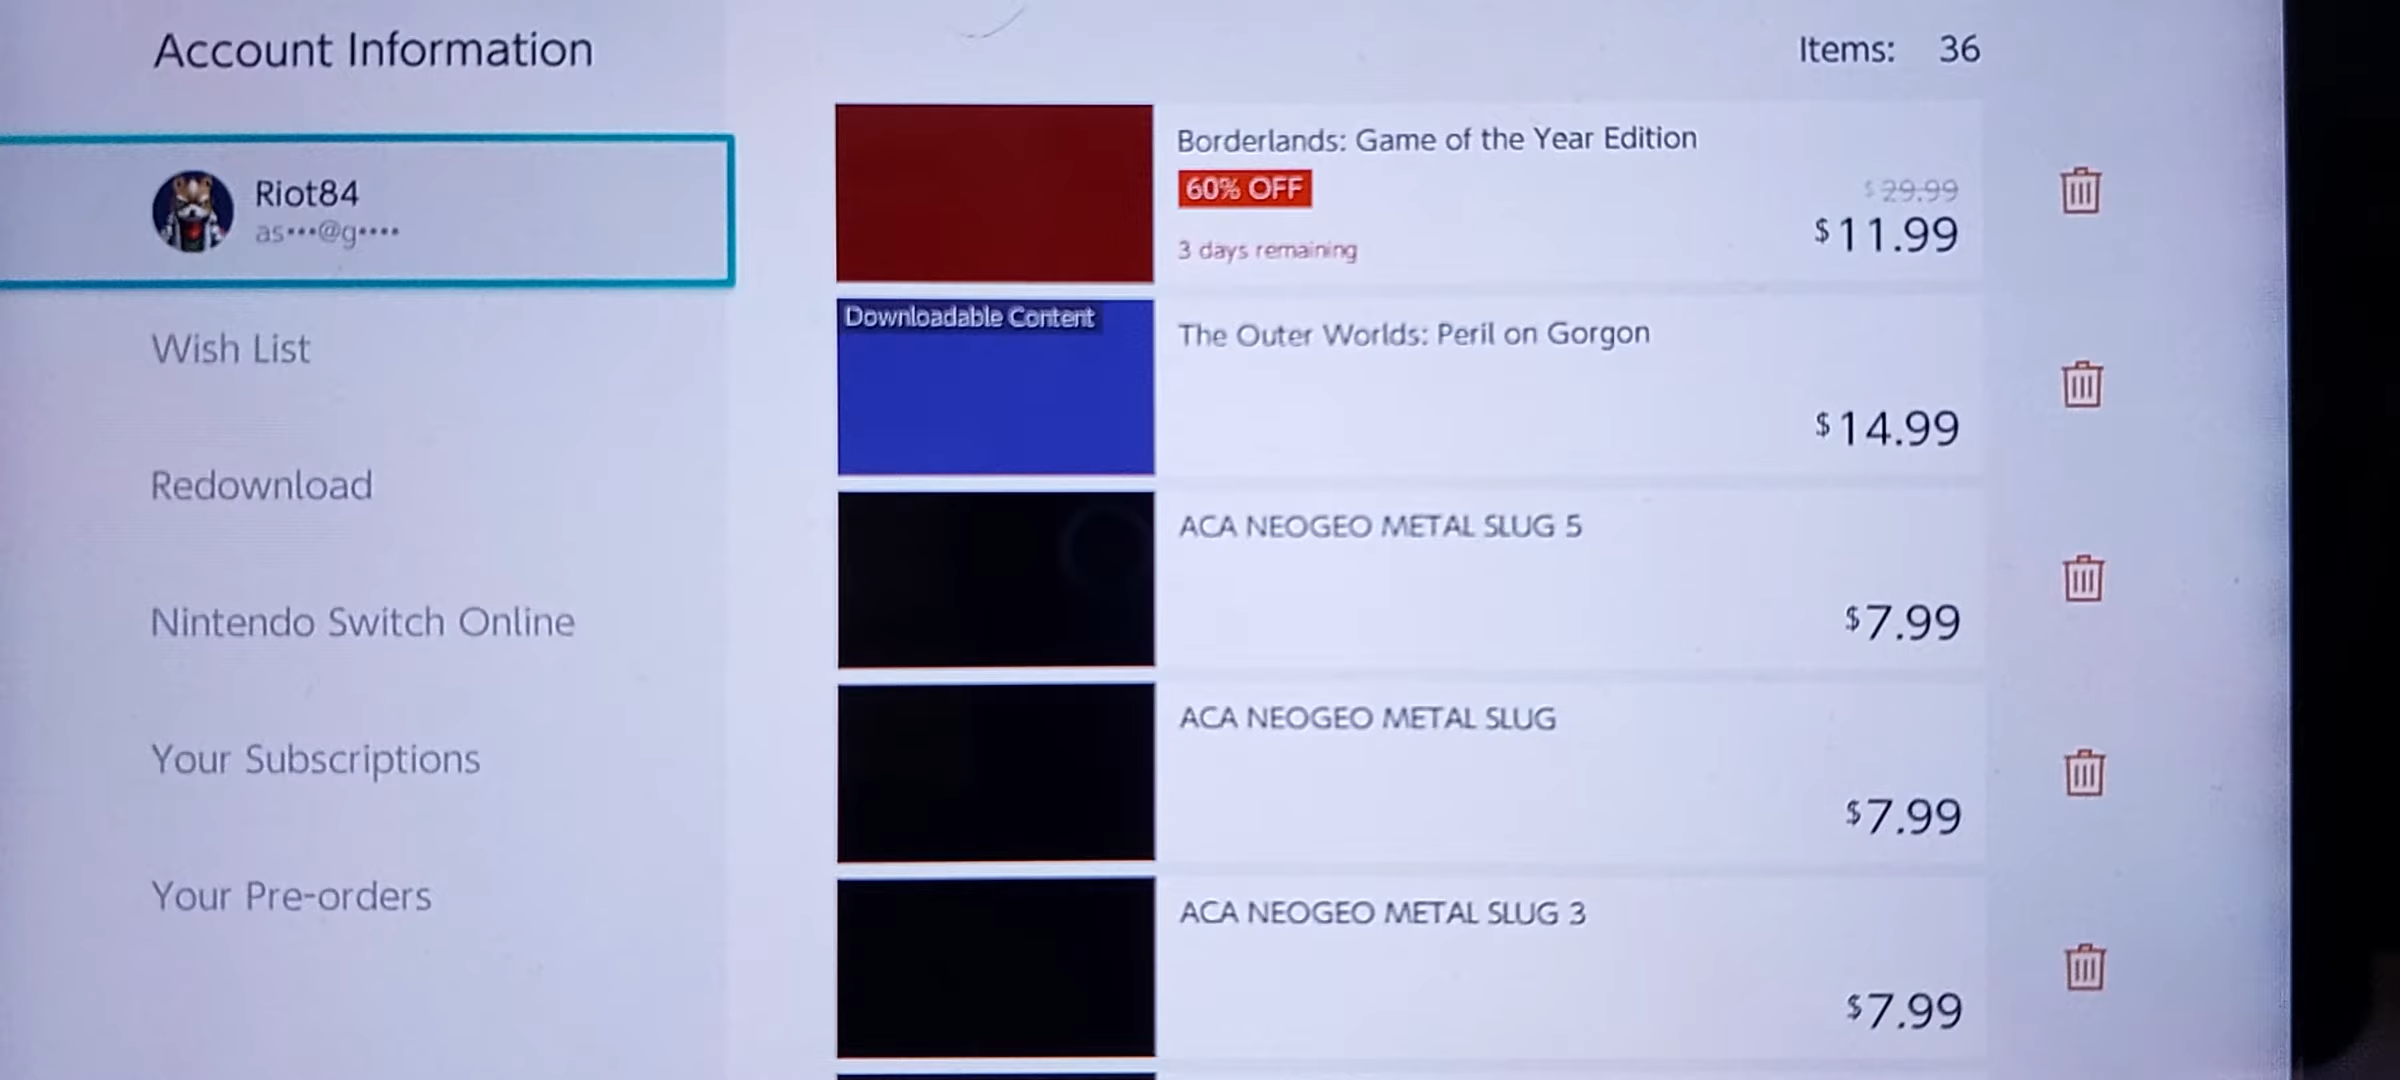 Account Information
Items: 36
Riot84
as•••@g••••
Wish List
Redownload
Nintendo Switch Online
Your Subscriptions
Your Pre-orders
Borderlands: Game of the Year Edition
60% OFF
$29.99
3 days remaining
$11.99
Downloadable Content
The Outer Worlds: Peril on Gorgon
$14.99
ACA NEOGEO METAL SLUG 5
$7.99
ACA NEOGEO METAL SLUG
$7.99
ACA NEOGEO METAL SLUG 3
$7.99